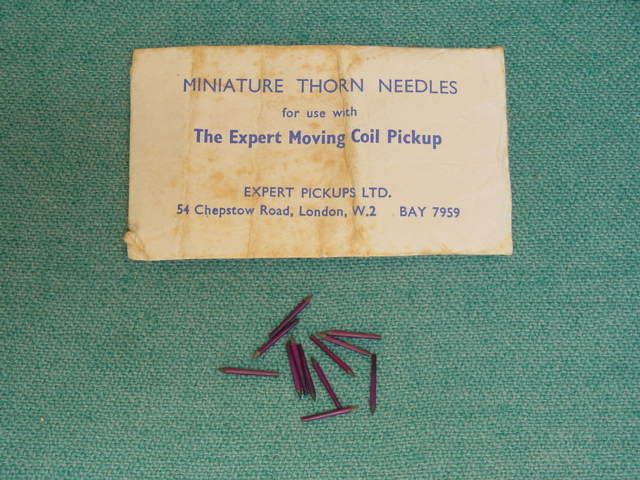 MINIATURE THORN NEEDLES
for use with
The Expert Moving Coil Pickup
EXPERT PICKUPS LTD.
54 Chepstow Road, London, W.2 BAY 7959